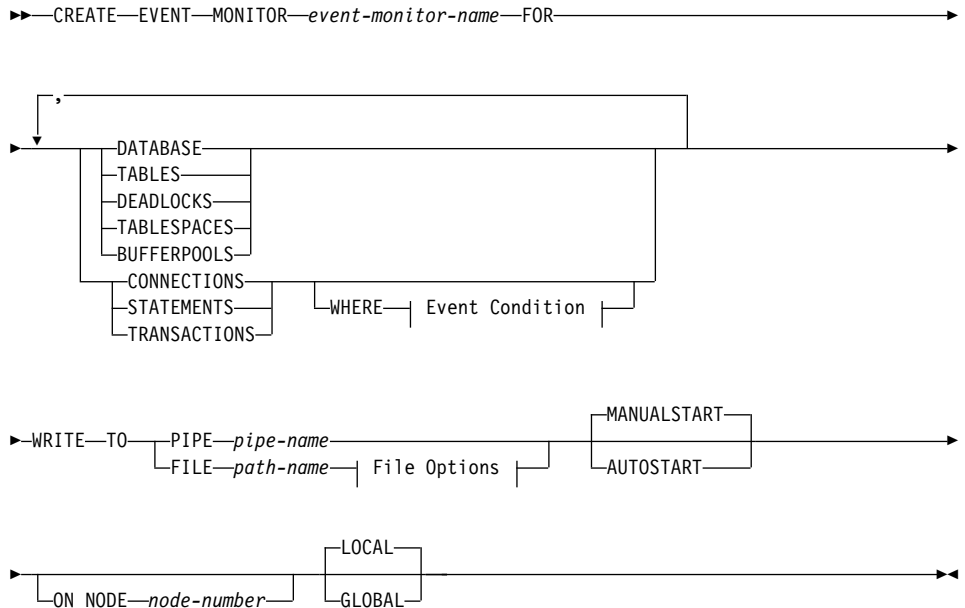 CREATE EVENT MONITOR event-monitor-name FOR
,
DATABASE
TABLES
DEADLOCKS
TABLESPACES
BUFFERPOOLS
CONNECTIONS
STATEMENTS
TRANSACTIONS
WHERE Event Condition
MANUALSTART
WRITE TO PIPE pipe-name
FILE path-name File Options
AUTOSTART
LOCAL
ON NODE node-number
GLOBAL